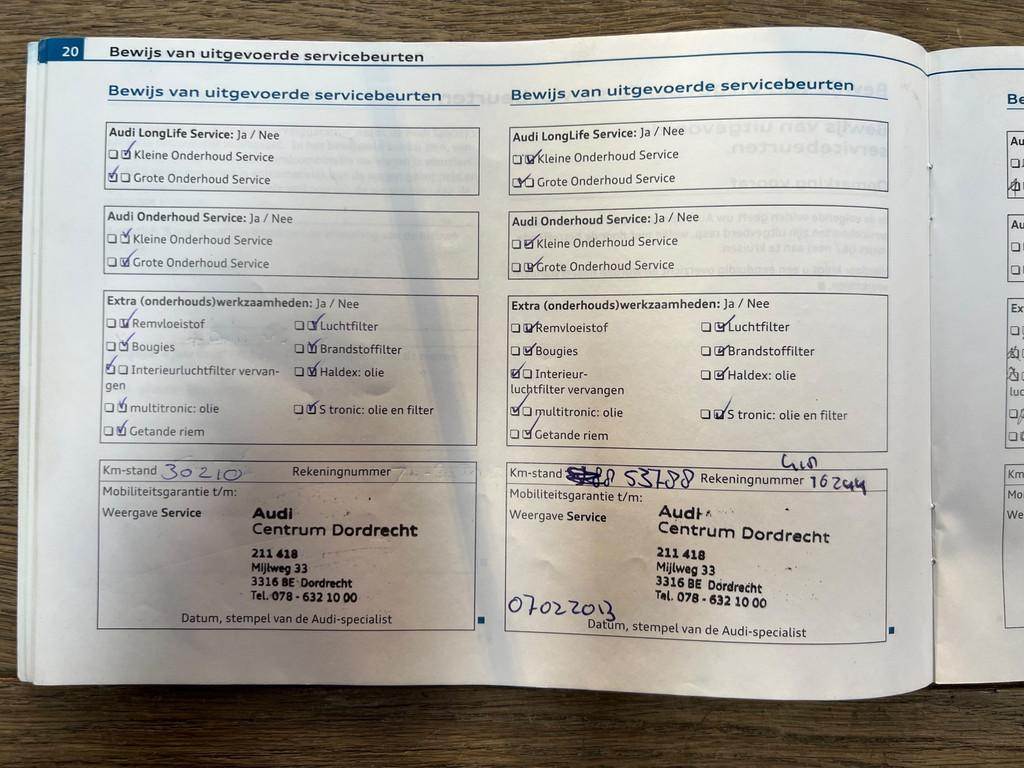 20 Bewijs van uitgevoerde servicebeurten
Bewijs van uitgevoerde servicebeurten
Audi LongLife Service: Ja / Nee
Kleine Onderhoud Service
Grote Onderhoud Service
Audi Onderhoud Service: Ja / Nee
Kleine Onderhoud Service
Grote Onderhoud Service
Extra (onderhouds)werkzaamheden: Ja / Nee
Remvloeistof Luchtfilter
Bougies Brandstoffilter
Interieurluchtfilter vervan- Haldex: olie
gen
multitronic: olie S tronic: olie en filter
Getande riem
Km-stand 30210 Rekeningnummer
Mobiliteitsgarantie t/m:
Weergave Service
Audi
Centrum Dordrecht
211 418
Mijlweg 33
3316 BE Dordrecht
Tel. 078 - 632 10 00
Datum, stempel van de Audi-specialist
Bewijs van uitgevoerde servicebeurten
Audi LongLife Service: Ja / Nee
Kleine Onderhoud Service
Grote Onderhoud Service
Audi Onderhoud Service: Ja / Nee
Kleine Onderhoud Service
Grote Onderhoud Service
Extra (onderhouds)werkzaamheden: Ja / Nee
Remvloeistof Luchtfilter
Bougies Brandstoffilter
Interieur- Haldex: olie
luchtfilter vervangen
multitronic: olie S tronic: olie en filter
Getande riem
Km-stand 53788 Rekeningnummer 16244
Mobiliteitsgarantie t/m:
Weergave Service
Audi
Centrum Dordrecht
211 418
Mijlweg 33
3316 BE Dordrecht
Tel. 078 - 632 10 00
07022013
Datum, stempel van de Audi-specialist